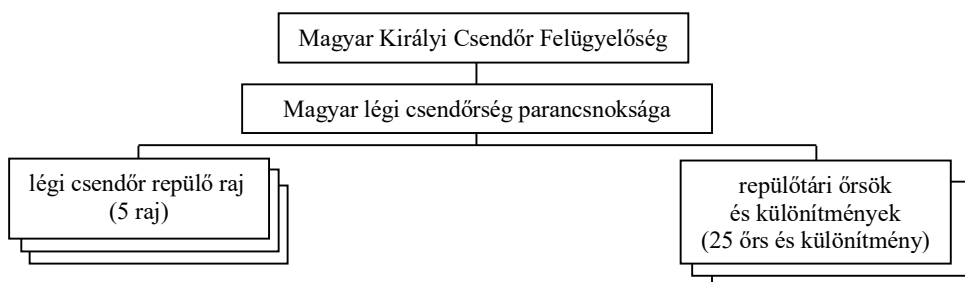 Magyar Királyi Csendőr Felügyelőség
Magyar légi csendőrség parancsnoksága
légi csendőr repülő raj
(5 raj)
repülőtári őrsök
és különítmények
(25 őrs és különítmény)